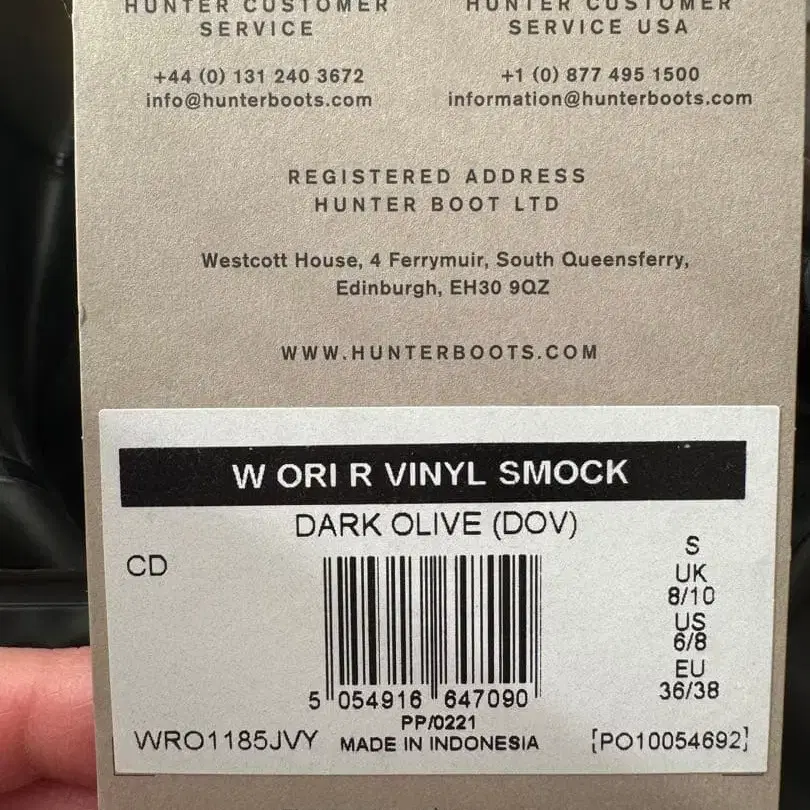 HUNTER CUSTOMER SERVICE
+44 (0) 131 240 3672
info@hunterboots.com
HUNTER CUSTOMER SERVICE USA
+1 (0) 877 495 1500
information@hunterboots.com
REGISTERED ADDRESS
HUNTER BOOT LTD
Westcott House, 4 Ferrymuir, South Queensferry,
Edinburgh, EH30 9QZ
WWW.HUNTERBOOTS.COM
W ORI R VINYL SMOCK
DARK OLIVE (DOV)
CD
S
UK
8/10
US
6/8
EU
36/38
5 054916 647090
PP/0221
WRO1185JVY MADE IN INDONESIA [PO10054692]